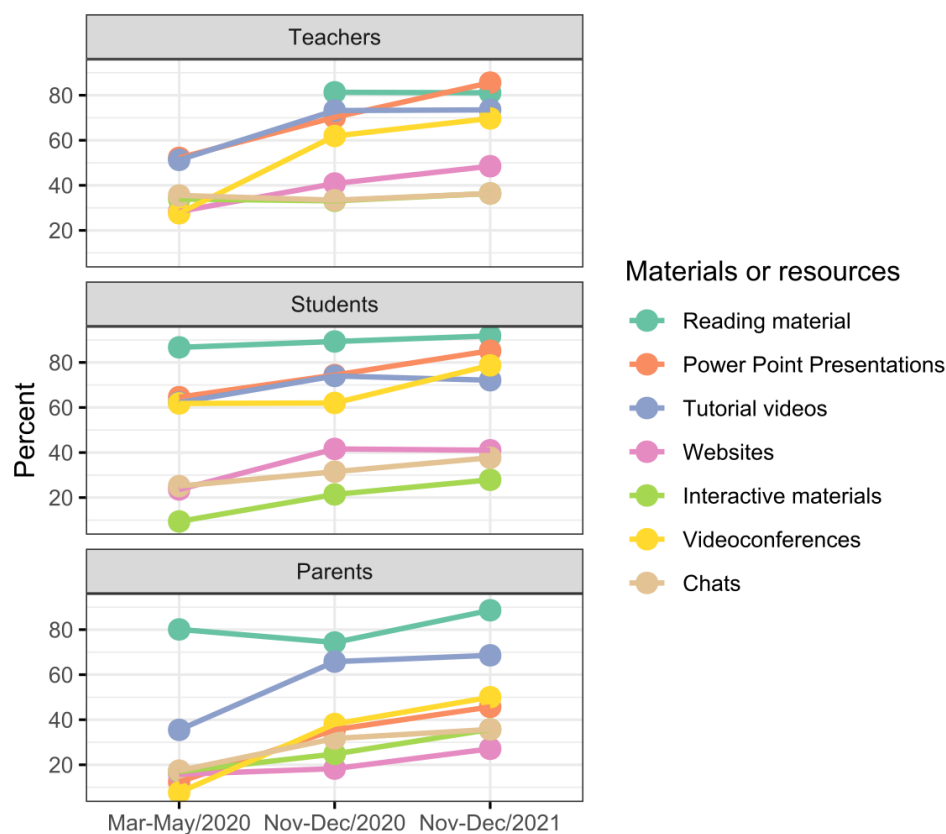 Teachers
80
60
40
20
Students
80
60
40
20
Parents
80
60
40
20
Mar-May/2020 Nov-Dec/2020 Nov-Dec/2021
Percent
Materials or resources
Reading material
Power Point Presentations
Tutorial videos
Websites
Interactive materials
Videoconferences
Chats